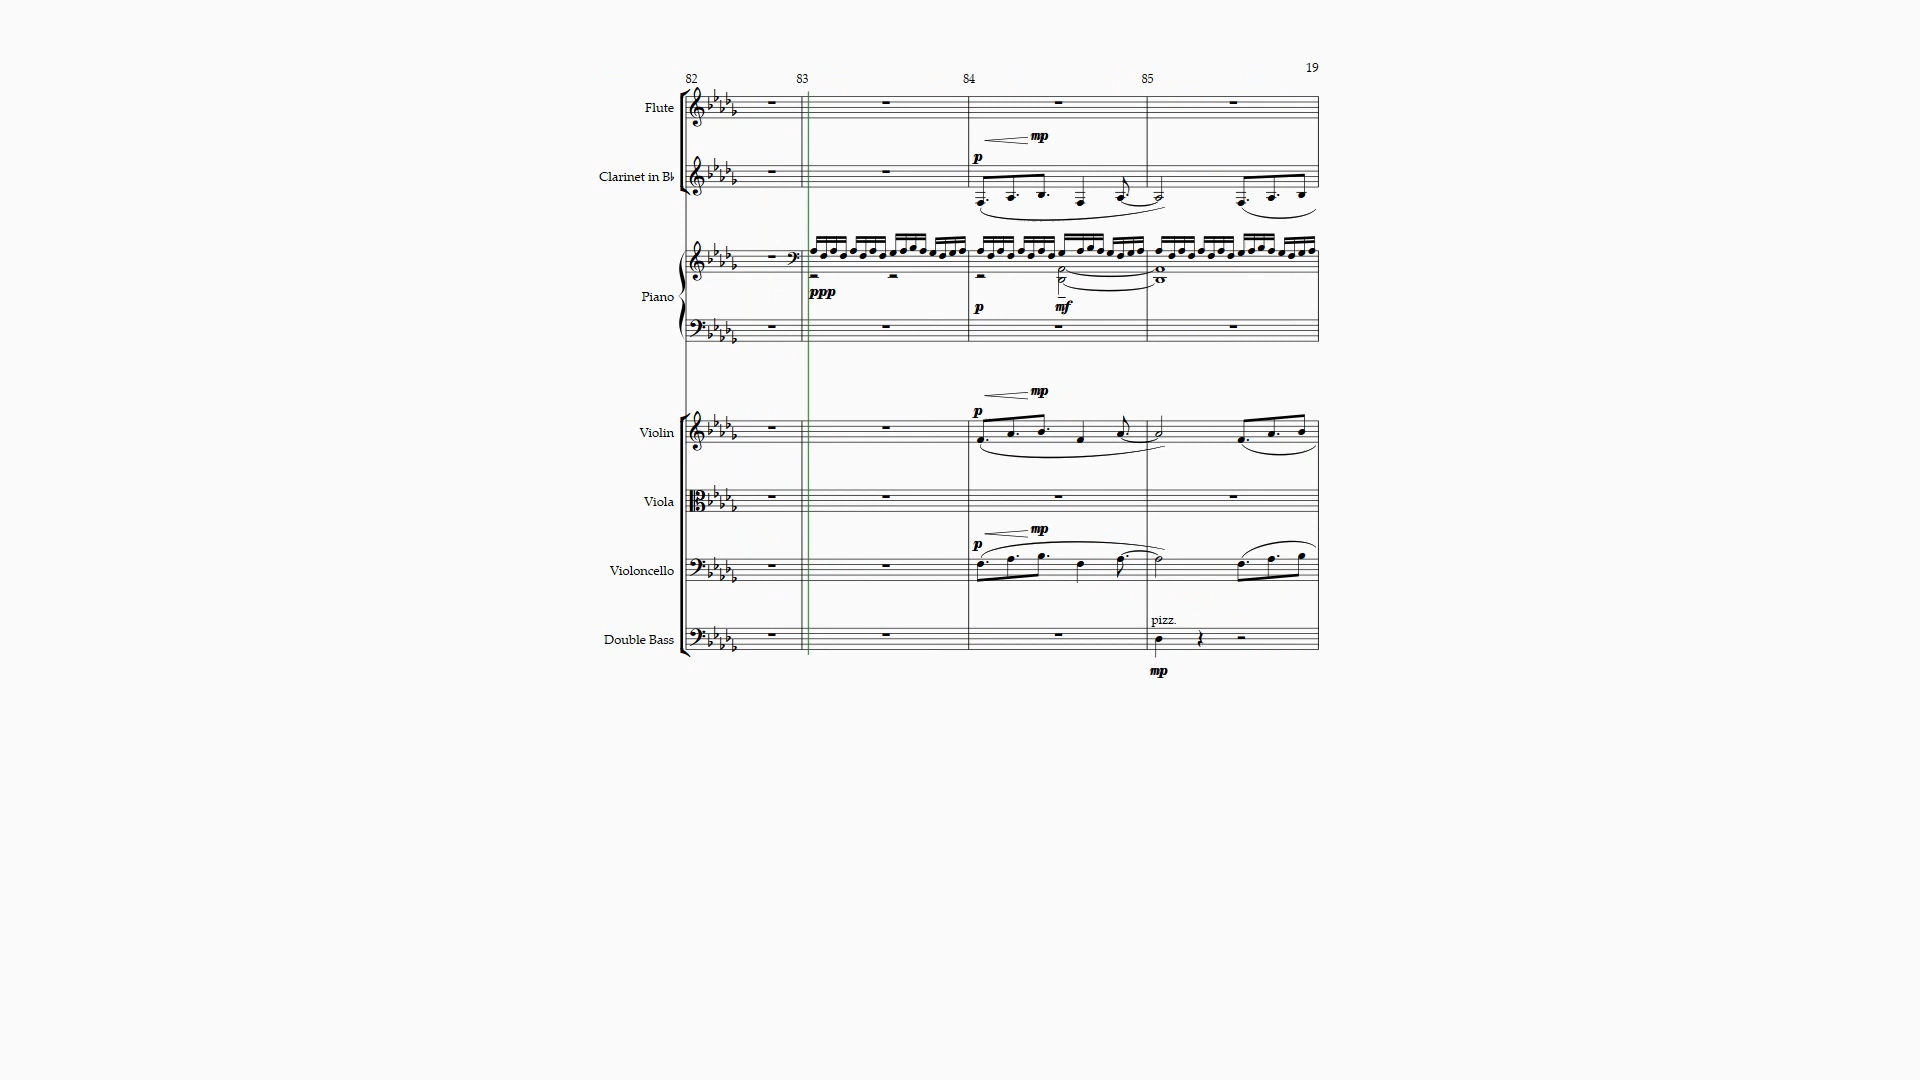 19
82 83 84 85
Flute
mp
p
Clarinet in B♭
Piano
ppp
p mf
mp
p
Violin
Viola
mp
p
Violoncello
pizz.
Double Bass
mp